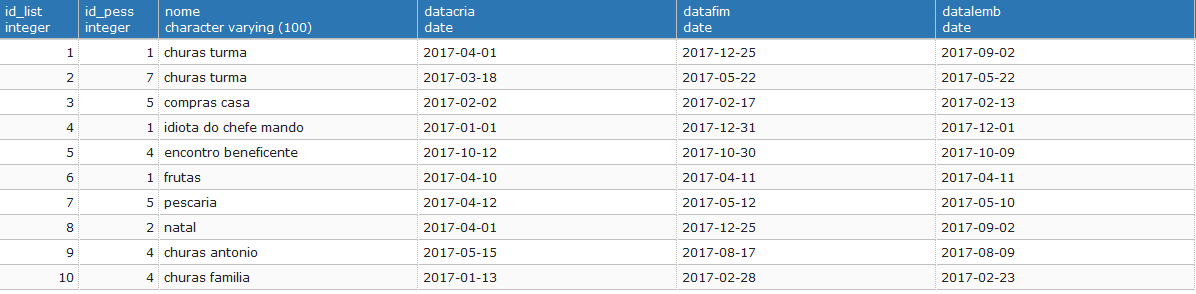 id_list id_pess nome datacria datafim datalemb
integer integer character varying (100) date date date
1 1 churas turma 2017-04-01 2017-12-25 2017-09-02
2 7 churas turma 2017-03-18 2017-05-22 2017-05-22
3 5 compras casa 2017-02-02 2017-02-17 2017-02-13
4 1 idiota do chefe mando 2017-01-01 2017-12-31 2017-12-01
5 4 encontro beneficente 2017-10-12 2017-10-30 2017-10-09
6 1 frutas 2017-04-10 2017-04-11 2017-04-11
7 5 pescaria 2017-04-12 2017-05-12 2017-05-10
8 2 natal 2017-04-01 2017-12-25 2017-09-02
9 4 churas antonio 2017-05-15 2017-08-17 2017-08-09
10 4 churas familia 2017-01-13 2017-02-28 2017-02-23